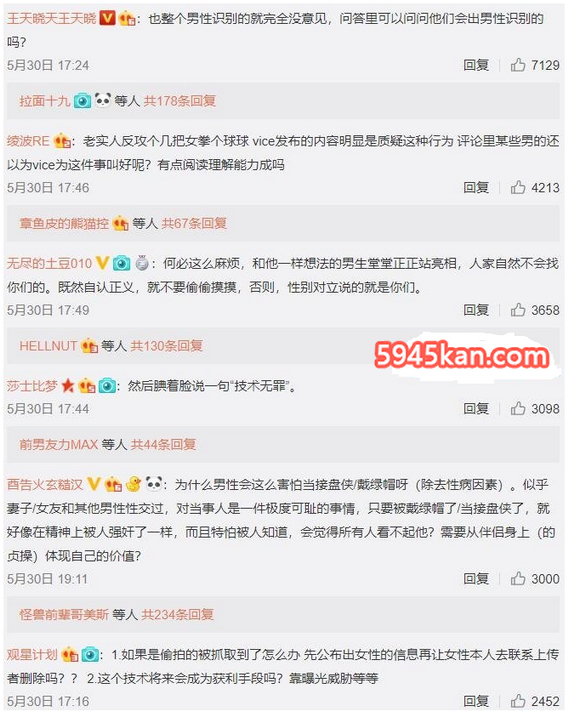 王天晓天王天晓：也整个男性识别的就完全没意见，问答里可以问问他们会出男性识别的
吗？
5月30日 17:24 回复 7129
拉面十九 等人 共178条回复
绫波RE：老实人反攻个几把女拳个球球 vice发布的内容明显是质疑这种行为 评论里某些男的还
以为vice为这件事叫好呢？有点阅读理解能力成吗
5月30日 17:46 回复 4213
章鱼皮的熊猫控 等人 共67条回复
无尽的土豆010：何必这么麻烦，和他一样想法的男生堂堂正正站亮相，人家自然不会找
你们的。既然自认正义，就不要偷偷摸摸，否则，性别对立说的就是你们。
5月30日 17:49 回复 3658
HELLNUT 等人 共130条回复
5945kan.com
莎士比梦：然后腆着脸说一句“技术无罪”。
5月30日 17:44 回复 3098
前男友力MAX 等人 共44条回复
酉告火玄糙汉：为什么男性会这么害怕当接盘侠/戴绿帽呀（除去性病因素）。似乎
妻子/女友和其他男性性交过，对当事人是一件极度可耻的事情，只要被戴绿帽了/当接盘侠了，就
好像在精神上被人强奸了一样，而且特怕被人知道，会觉得所有人看不起他？需要从伴侣身上（的
贞操）体现自己的价值？
5月30日 19:11 回复 3000
怪兽前辈哥美斯 等人 共234条回复
观星计划：1.如果是偷拍的被抓取到了怎么办 先公布出女性的信息再让女性本人去联系上传
者删除吗？？ 2.这个技术将来会成为获利手段吗？靠曝光威胁等等
5月30日 17:16 回复 2452